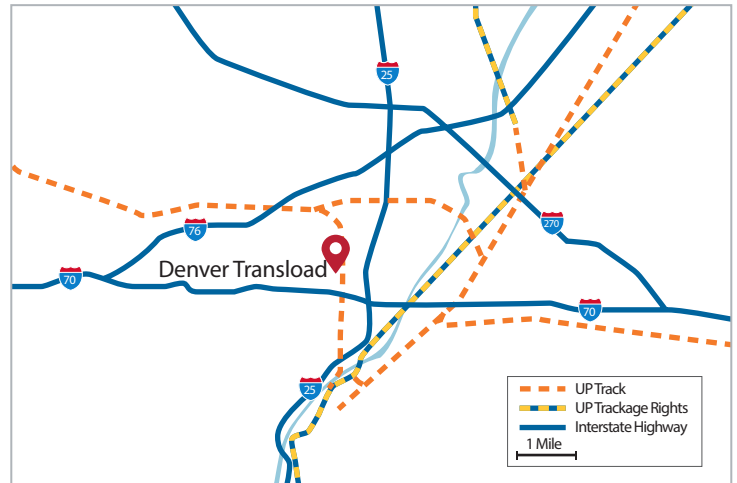 25
76
270
Denver Transload
70
70
25
UP Track
UP Trackage Rights
Interstate Highway
1 Mile